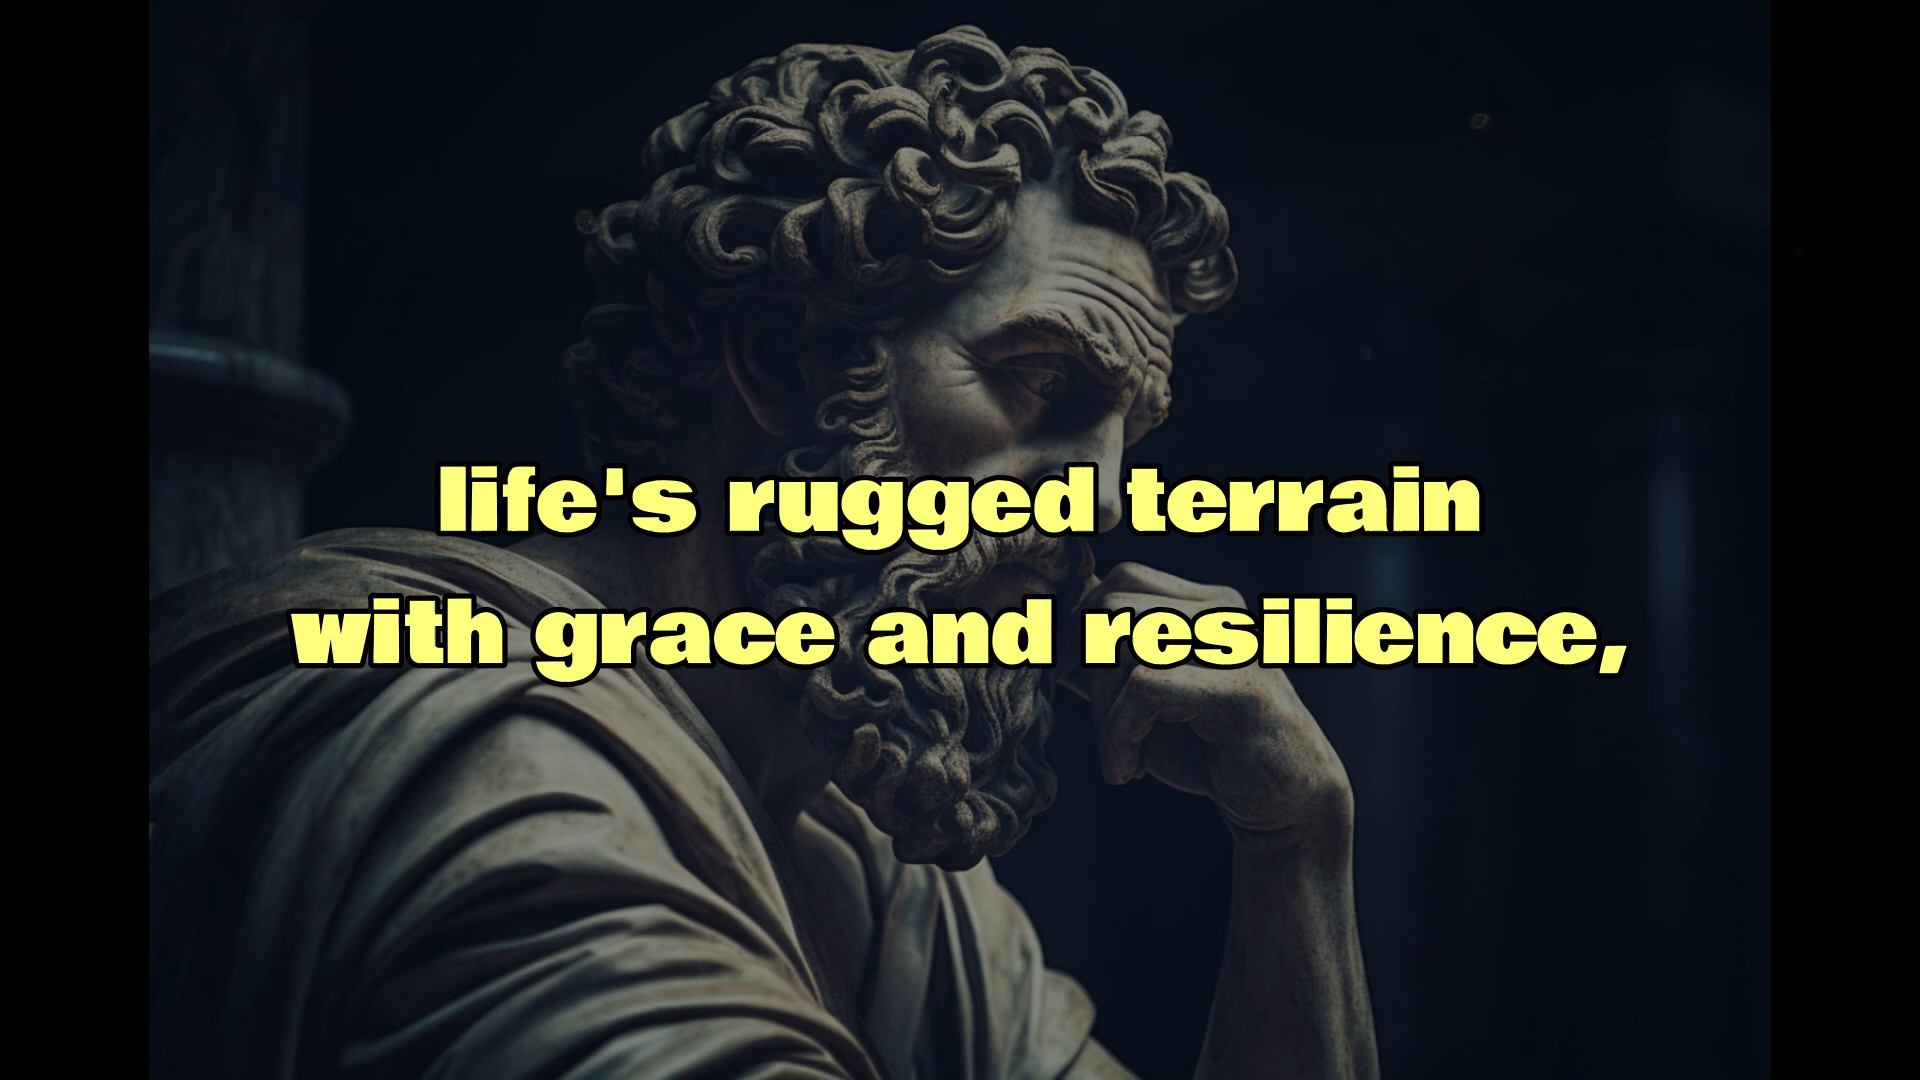 life's rugged terrain
with grace and resilience,